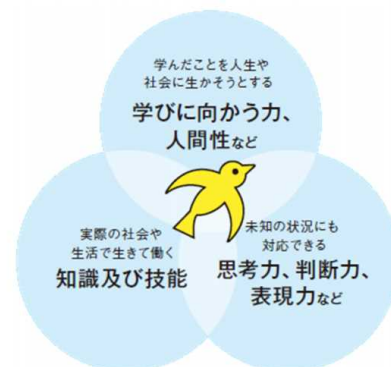 学んだことを人生や
社会に生かそうとする
学びに向かう力、
人間性など
実際の社会や
生活で生きて働く
知識及び技能
未知の状況にも
対応できる
思考力、判断力、
表現力など